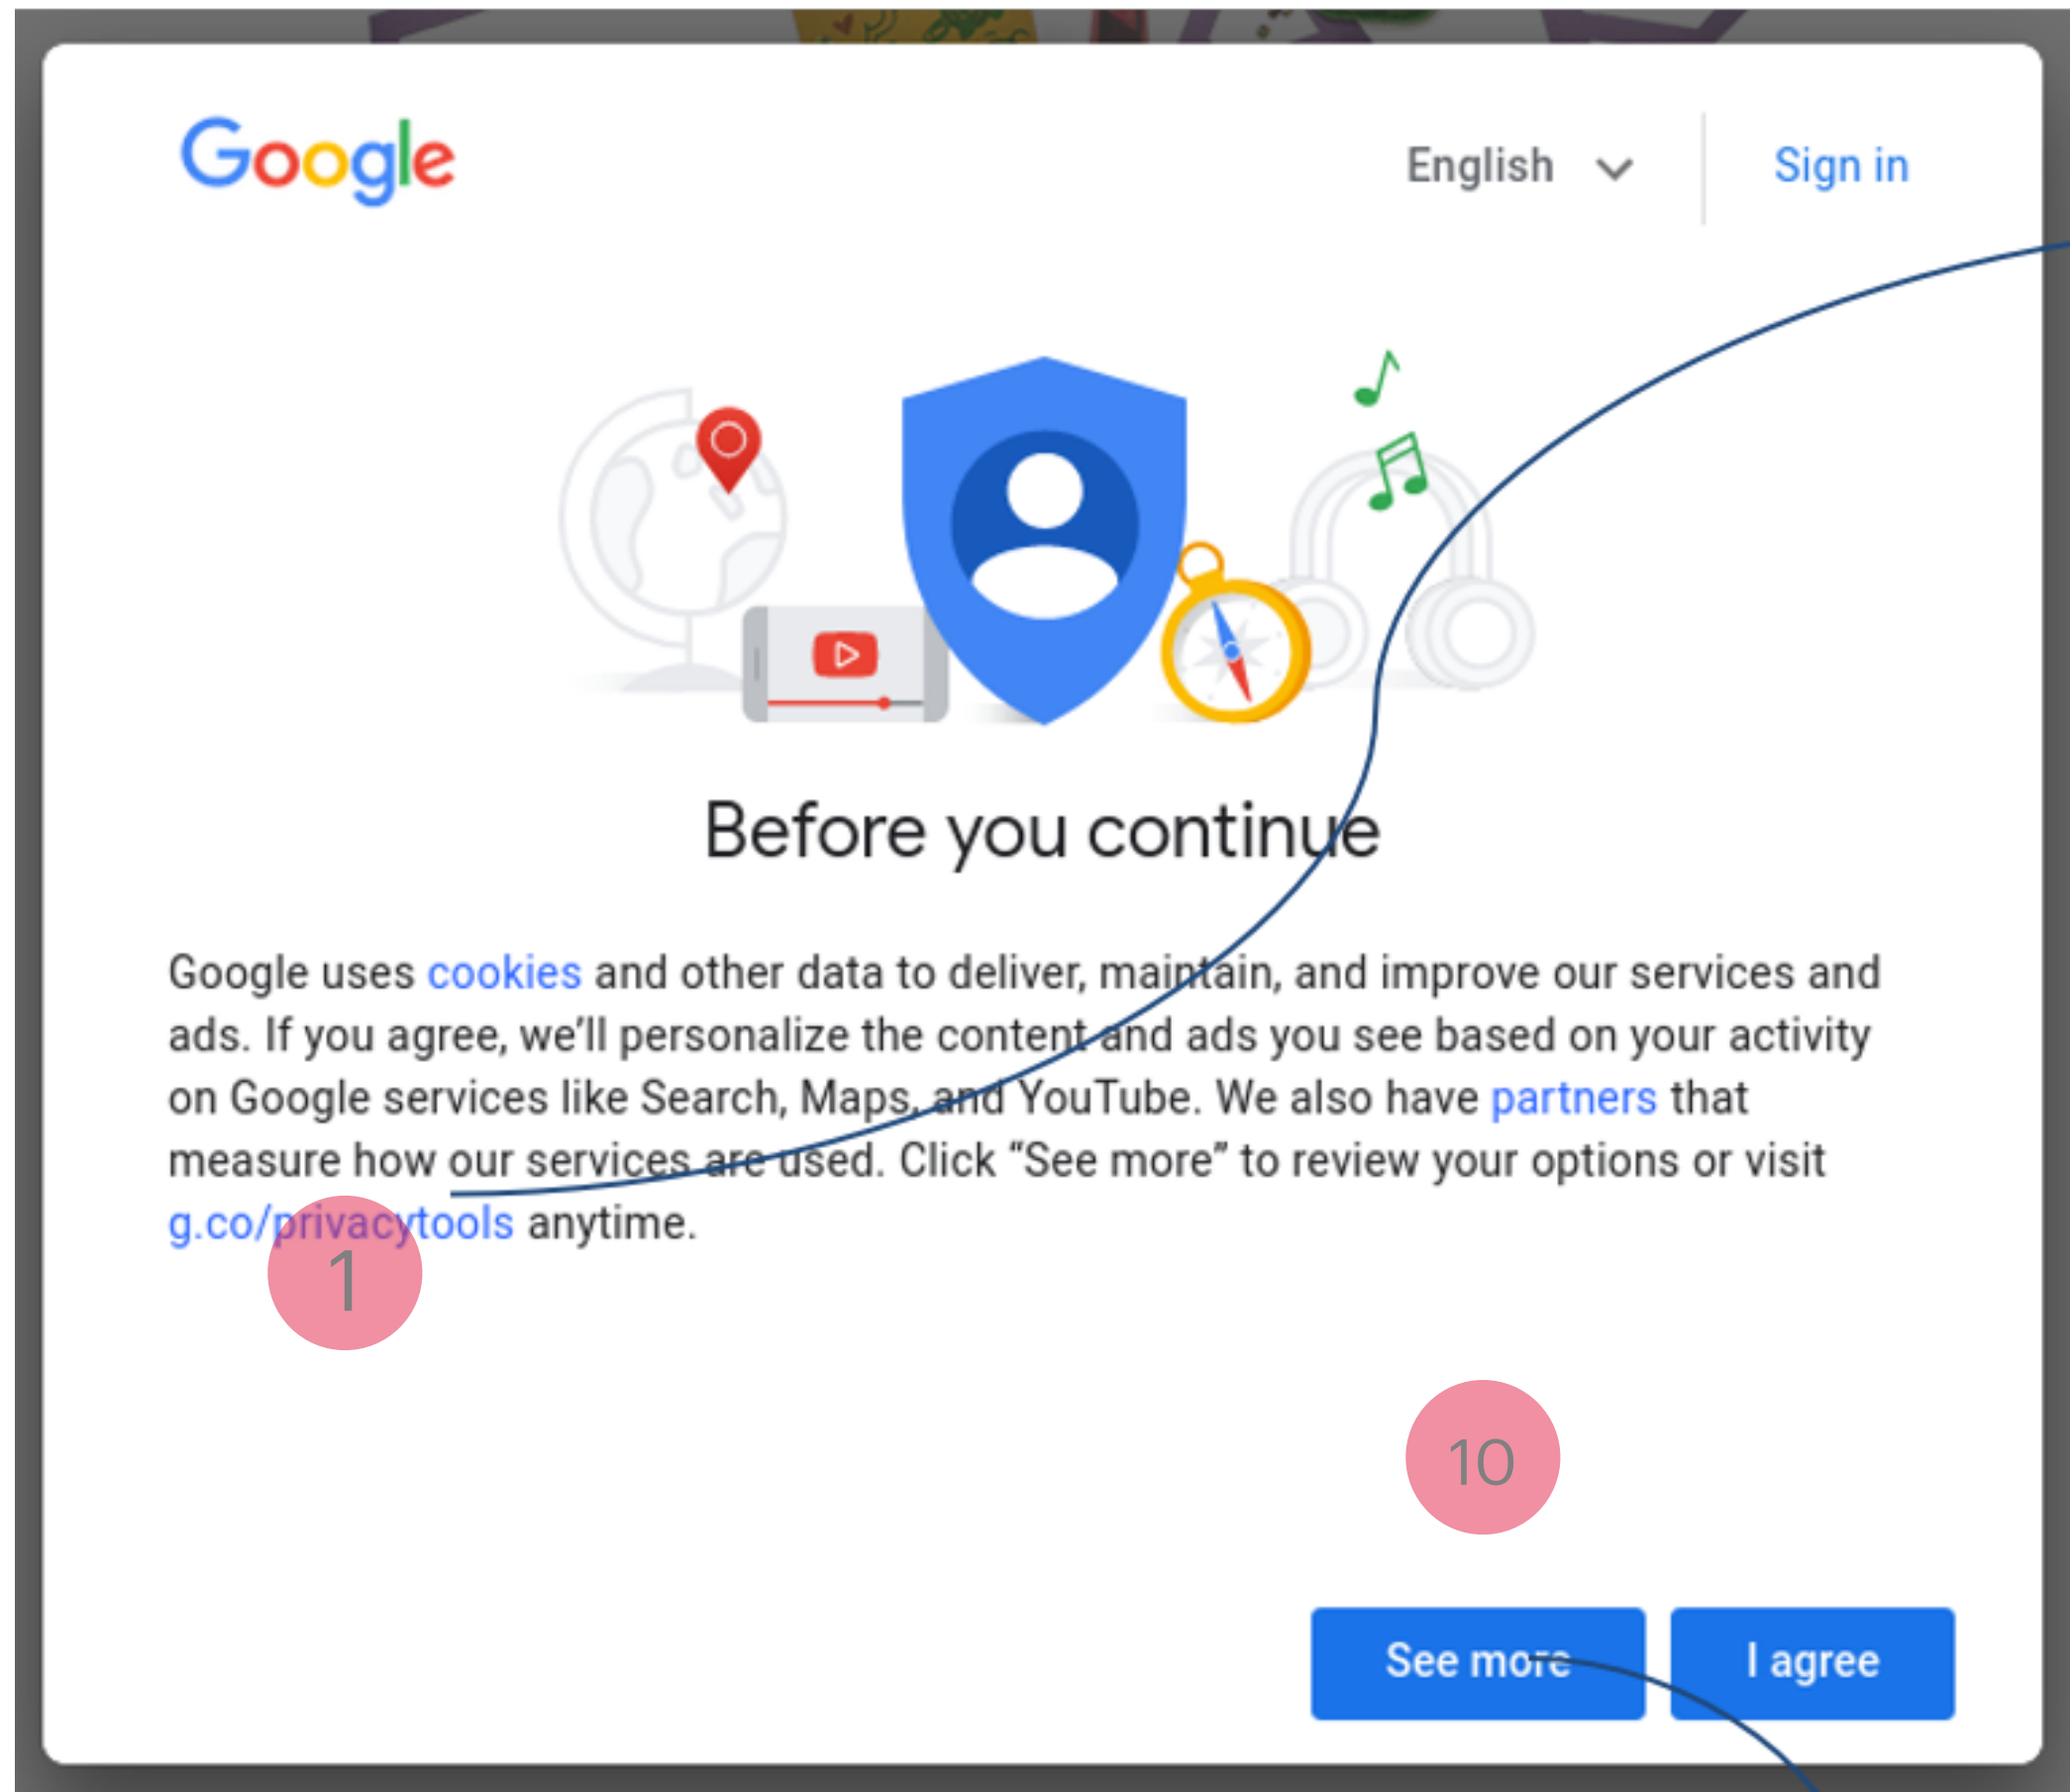 Google
English
Sign in
Before you continue
Google uses cookies and other data to deliver, maintain, and improve our services and
ads. If you agree, we’ll personalize the content and ads you see based on your activity
on Google services like Search, Maps, and YouTube. We also have partners that
measure how our services are used. Click “See more” to review your options or visit
g.co/privacytools anytime.
1
10
See more
I agree